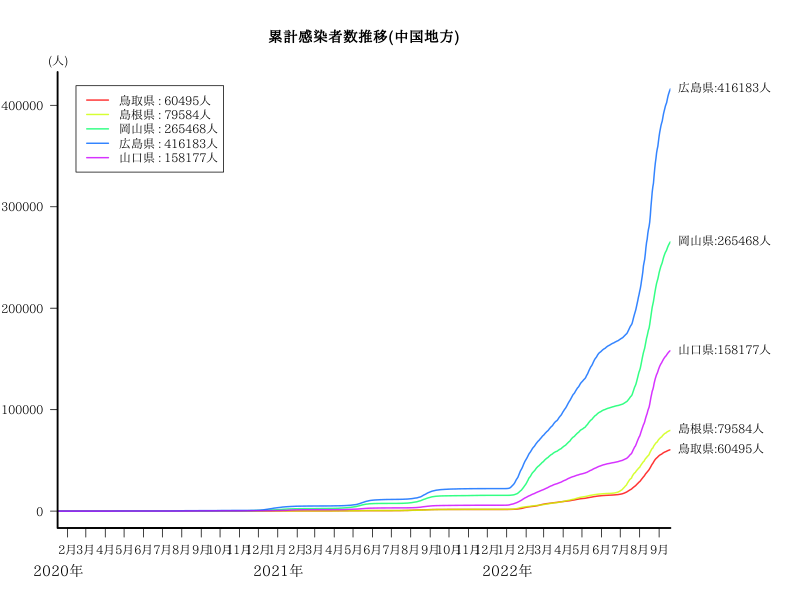 累計感染者数推移(中国地方)
(人)
鳥取県 : 60495人
島根県 : 79584人
岡山県 : 265468人
広島県 : 416183人
山口県 : 158177人
400000
300000
200000
100000
0
広島県:416183人
岡山県:265468人
山口県:158177人
島根県:79584人
鳥取県:60495人
2月3月 4月5月 6月7月 8月 9月10月11月12月1月 2月3月 4月5月 6月7月 8月 9月10月11月12月1月 2月3月 4月5月 6月7月 8月 9月
2020年 2021年 2022年